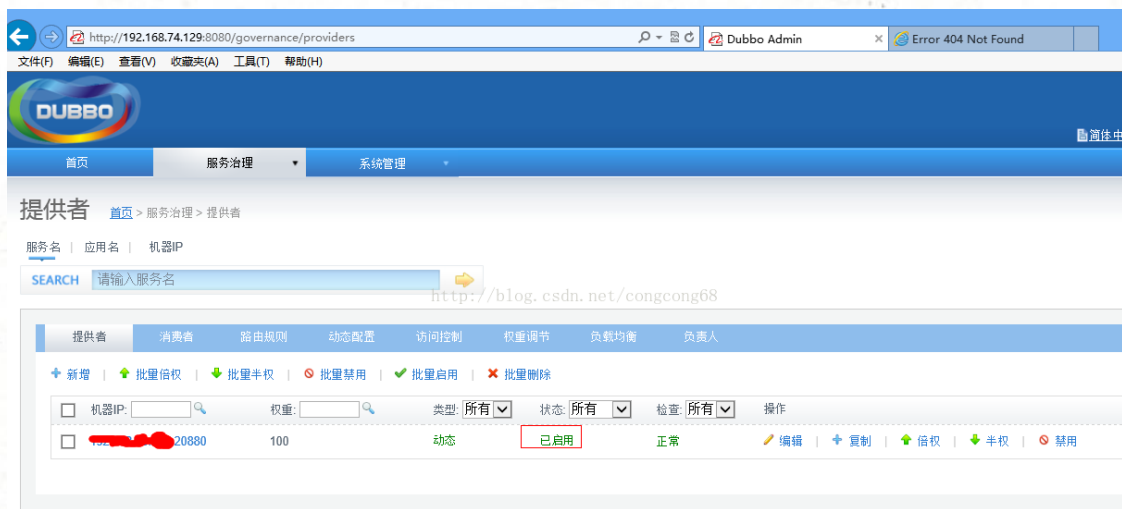 http://192.168.74.129:8080/governance/providers Dubbo Admin Error 404 Not Found
文件(F) 编辑(E) 查看(V) 收藏夹(A) 工具(T) 帮助(H)
DUBBO
简体中
首页 服务治理 系统管理
提供者 首页 > 服务治理 > 提供者
服务名 | 应用名 | 机器IP
SEARCH 请输入服务名
http://blog.csdn.net/congcong68
提供者 消费者 路由规则 动态配置 访问控制 权重调节 负载均衡 负责人
新增 | 批量倍权 | 批量半权 | 批量禁用 | 批量启用 | 批量删除
机器IP: 权重: 类型: 所有 状态: 所有 检查: 所有 操作
20880 100 动态 已启用 正常 编辑 | 复制 | 倍权 | 半权 | 禁用